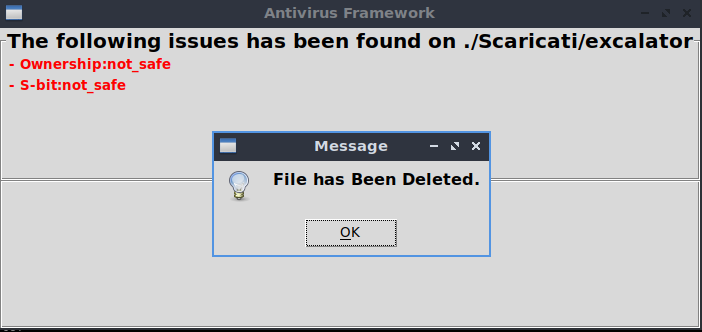 Antivirus Framework
The following issues has been found on ./Scaricati/excalator
- Ownership:not_safe
- S-bit:not_safe
Message
File has Been Deleted.
OK